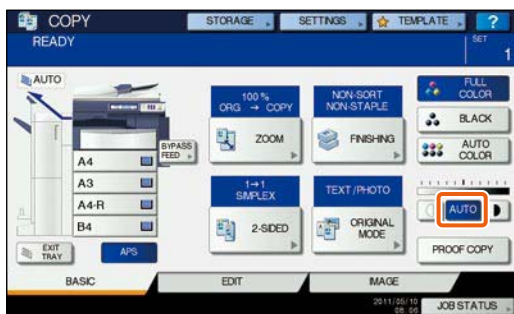 COPY
STORAGE
SETTINGS
TEMPLATE
?
READY
SET
1
AUTO
A4
A3
A4-R
B4
BYPASS
FEED
EXIT
TRAY
APS
100 %
ORG → COPY
ZOOM
NON-SORT
NON-STAPLE
FINISHING
1→1
SIMPLEX
2-SIDED
TEXT/PHOTO
ORIGINAL
MODE
FULL
COLOR
BLACK
AUTO
COLOR
AUTO
PROOF COPY
BASIC
EDIT
IMAGE
2011/05/10
06:06
JOB STATUS